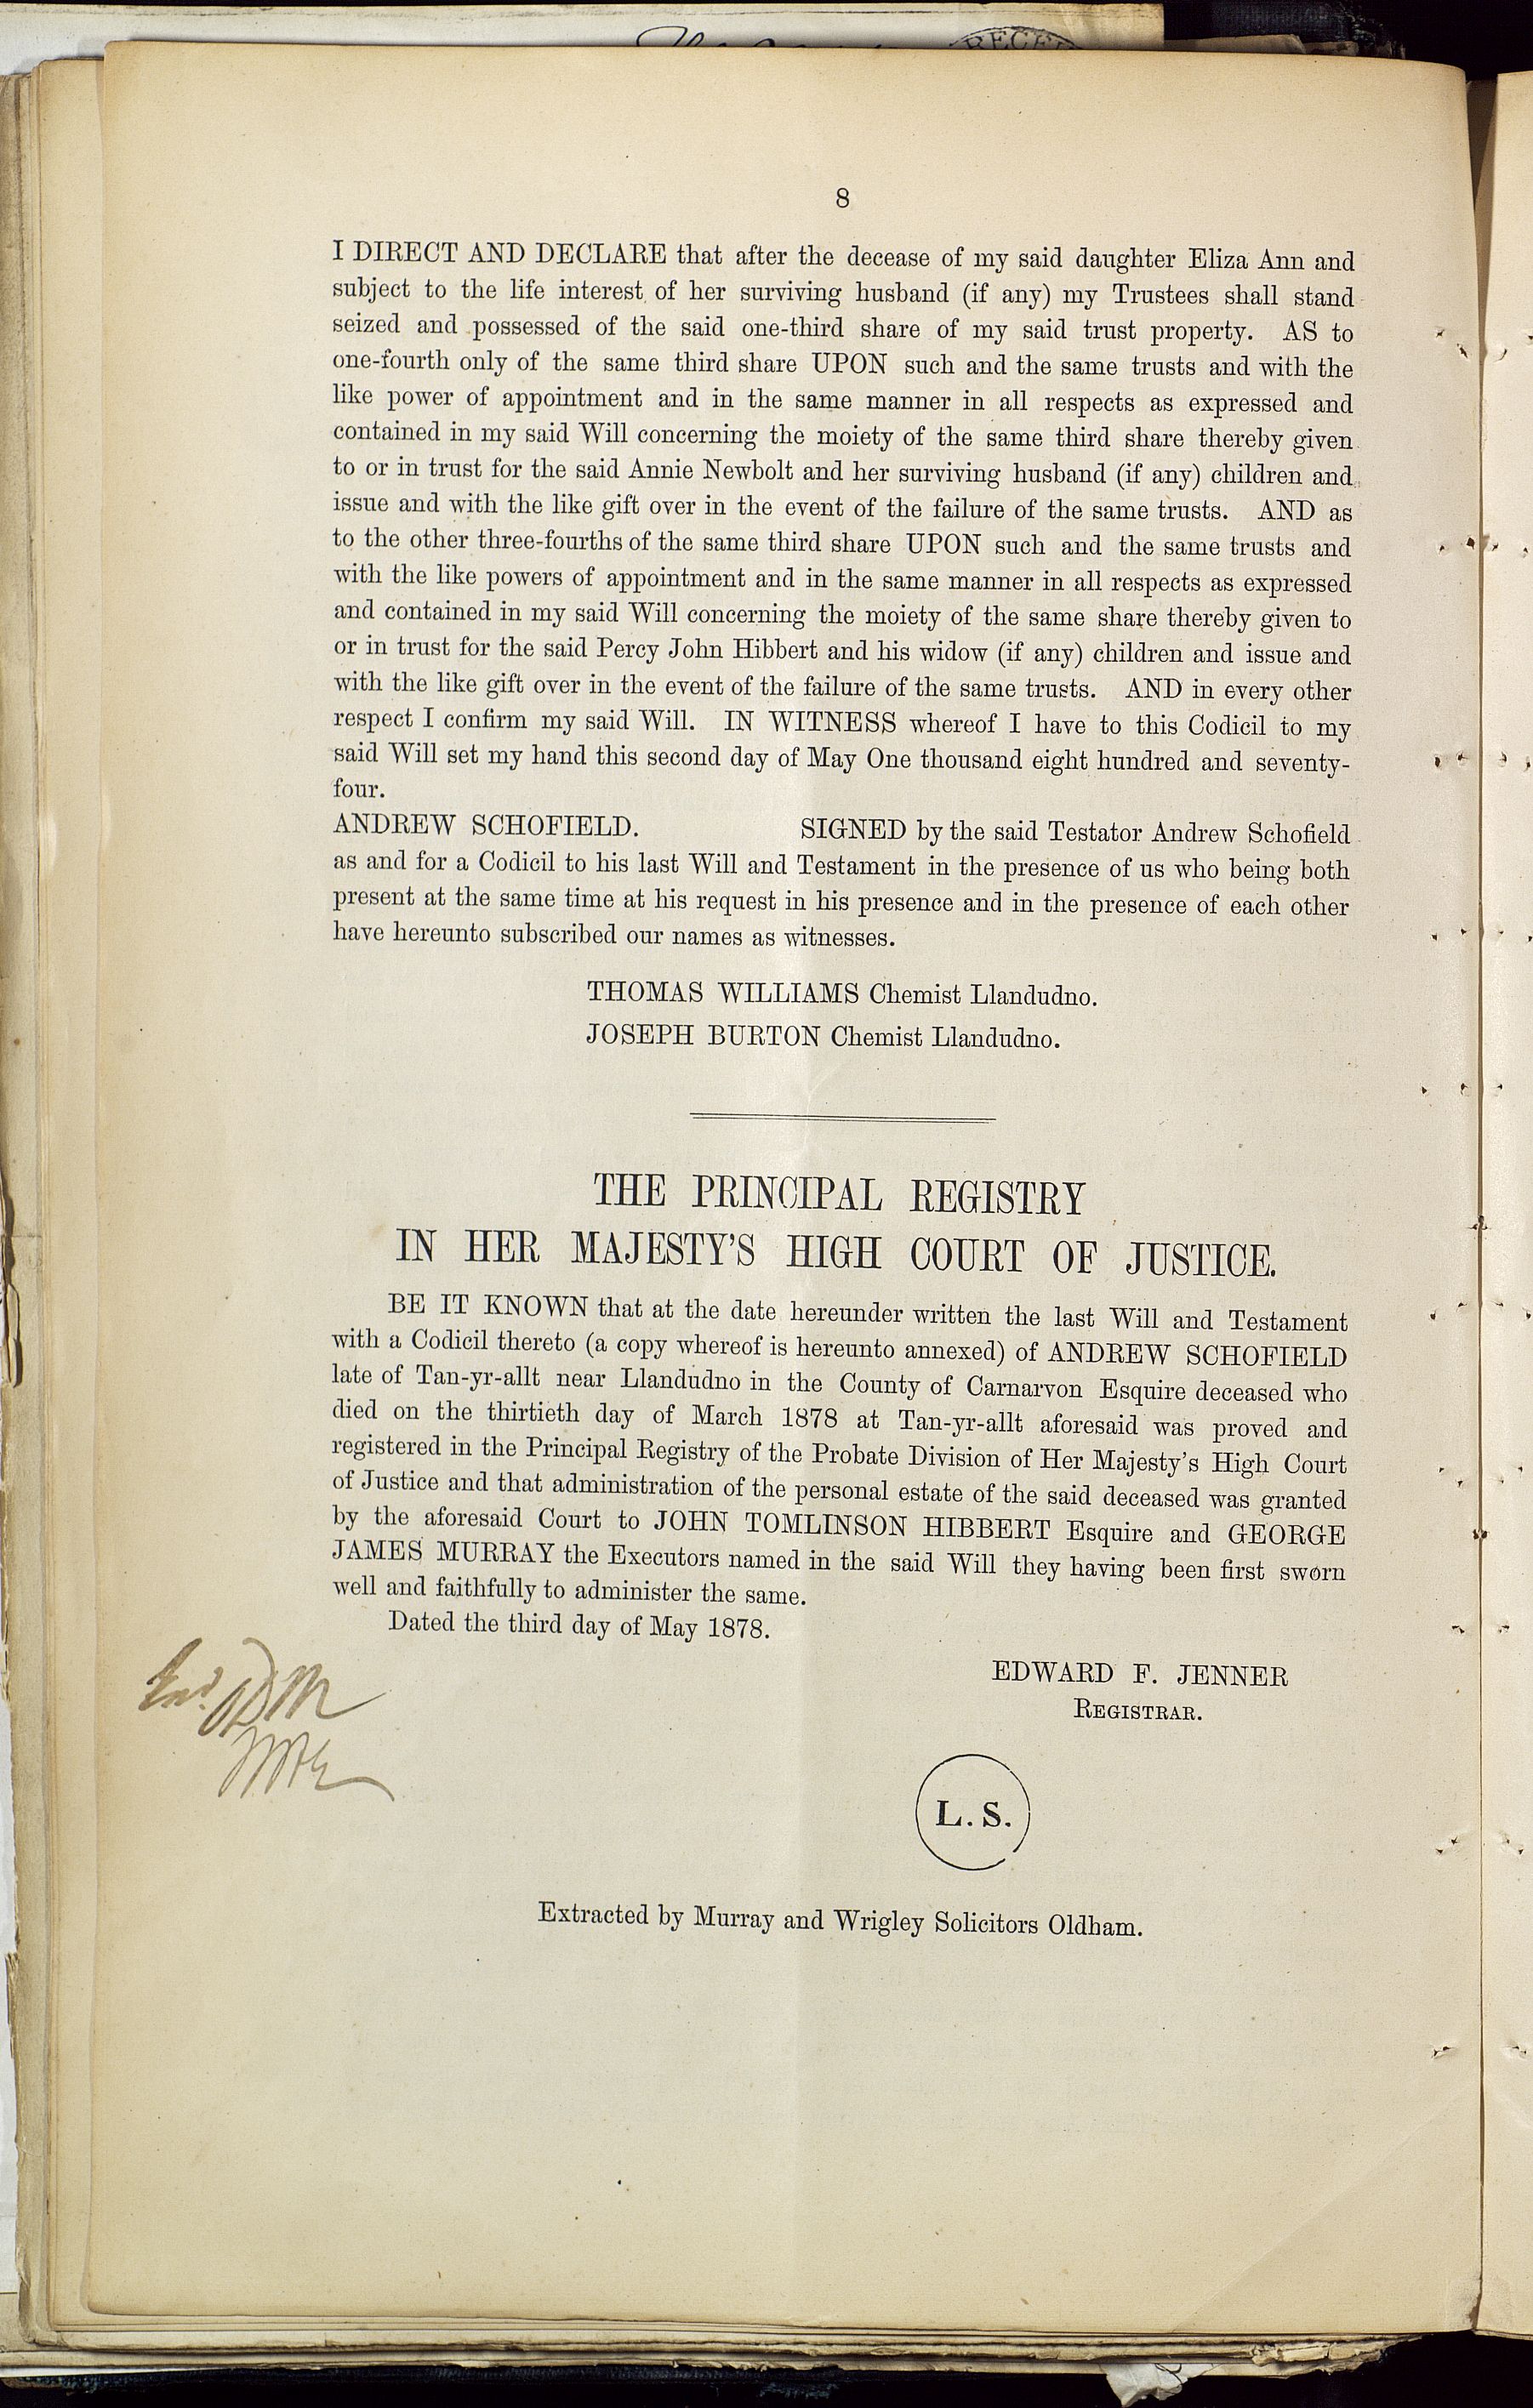 8
I DIRECT AND DECLARE that after the decease of my said daughter Eliza Ann and
subject to the life interest of her surviving husband (if any) my Trustees shall stand
seized and possessed of the said one-third share of my said trust property. AS to
one-fourth only of the same third share UPON such and the same trusts and with the
like power of appointment and in the same manner in all respects as expressed and
contained in my said Will concerning the moiety of the same third share thereby given
to or in trust for the said Annie Newbolt and her surviving husband (if any) children and
issue and with the like gift over in the event of the failure of the same trusts. AND as
to the other three-fourths of the same third share UPON such and the same trusts and
with the like powers of appointment and in the same manner in all respects as expressed
and contained in my said Will concerning the moiety of the same share thereby given to
or in trust for the said Percy John Hibbert and his widow (if any) children and issue and
with the like gift over in the event of the failure of the same trusts. AND in every other
respect I confirm my said Will. IN WITNESS whereof I have to this Codicil to my
said Will set my hand this second day of May One thousand eight hundred and seventy-
four.
ANDREW SCHOFIELD. SIGNED by the said Testator Andrew Schofield
as and for a Codicil to his last Will and Testament in the presence of us who being both
present at the same time at his request in his presence and in the presence of each other
have hereunto subscribed our names as witnesses.
THOMAS WILLIAMS Chemist Llandudno.
JOSEPH BURTON Chemist Llandudno.
THE PRINCIPAL REGISTRY
IN HER MAJESTY'S HIGH COURT OF JUSTICE.
BE IT KNOWN that at the date hereunder written the last Will and Testament
with a Codicil thereto (a copy whereof is hereunto annexed) of ANDREW SCHOFIELD
late of Tan-yr-allt near Llandudno in the County of Carnarvon Esquire deceased who
died on the thirtieth day of March 1878 at Tan-yr-allt aforesaid was proved and
registered in the Principal Registry of the Probate Division of Her Majesty's High Court
of Justice and that administration of the personal estate of the said deceased was granted
by the aforesaid Court to JOHN TOMLINSON HIBBERT Esquire and GEORGE
JAMES MURRAY the Executors named in the said Will they having been first sworn
well and faithfully to administer the same.
Dated the third day of May 1878.
EDWARD F. JENNER
REGISTRAR.
L. S.
Extracted by Murray and Wrigley Solicitors Oldham.